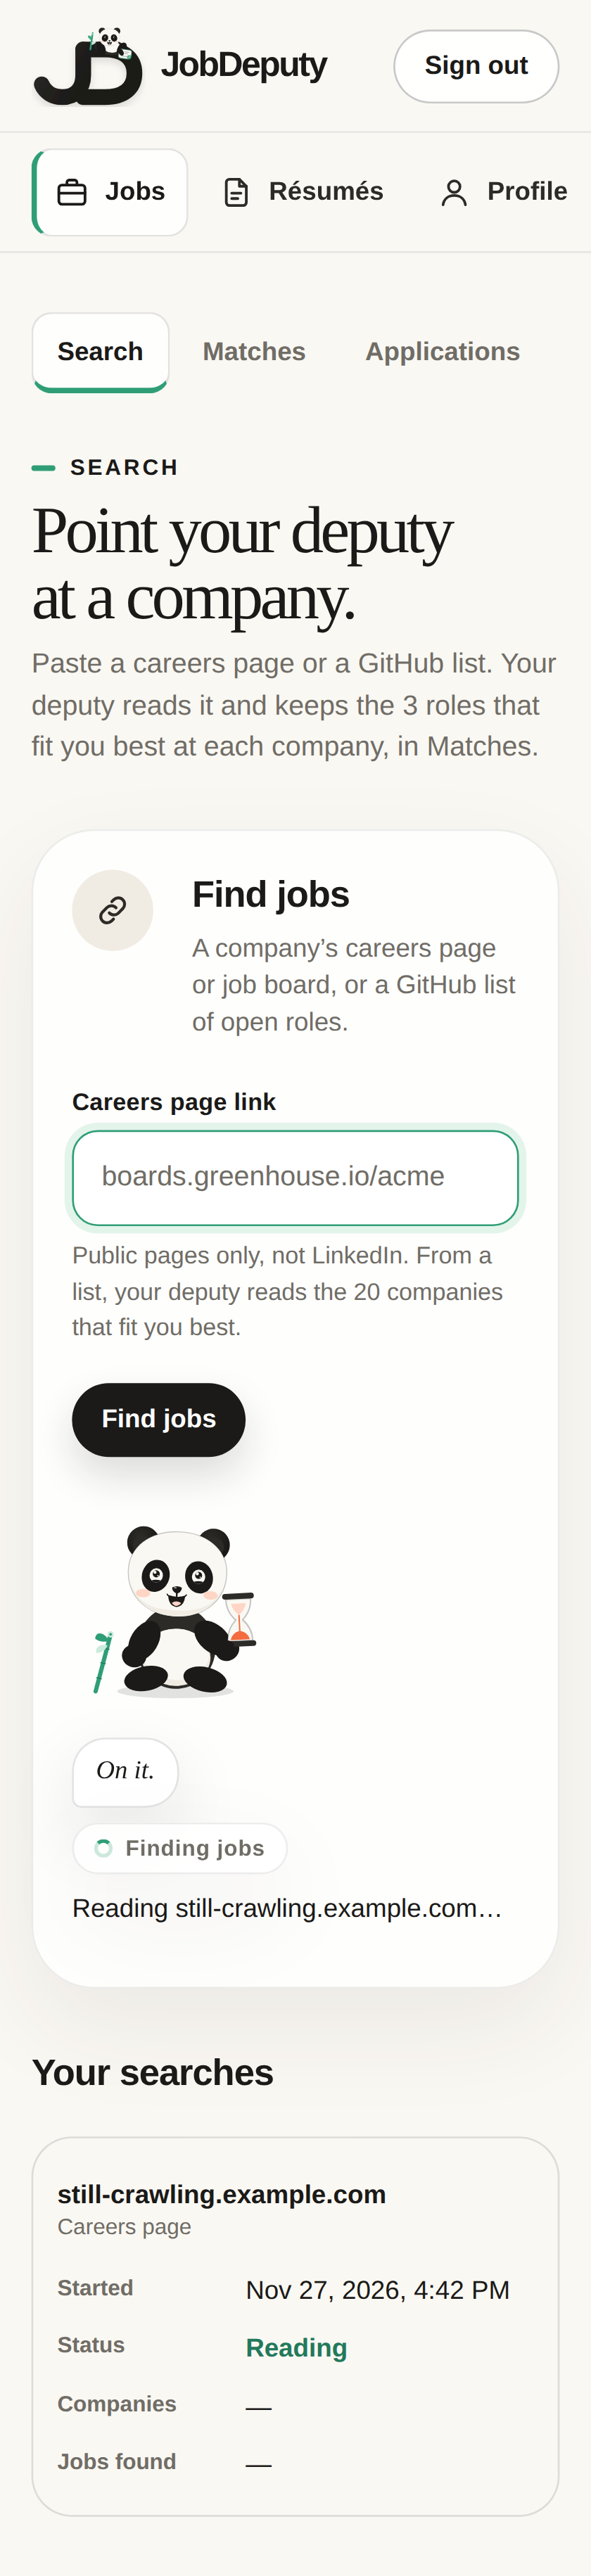 JobDeputy
Sign out
Jobs
Résumés
Profile
Search
Matches
Applications
SEARCH
Point your deputy
at a company.
Paste a careers page or a GitHub list. Your
deputy reads it and keeps the 3 roles that
fit you best at each company, in Matches.
Find jobs
A company’s careers page
or job board, or a GitHub list
of open roles.
Careers page link
boards.greenhouse.io/acme
Public pages only, not LinkedIn. From a
list, your deputy reads the 20 companies
that fit you best.
Find jobs
On it.
Finding jobs
Reading still-crawling.example.com…
Your searches
still-crawling.example.com
Careers page
Started
Nov 27, 2026, 4:42 PM
Status
Reading
Companies
—
Jobs found
—